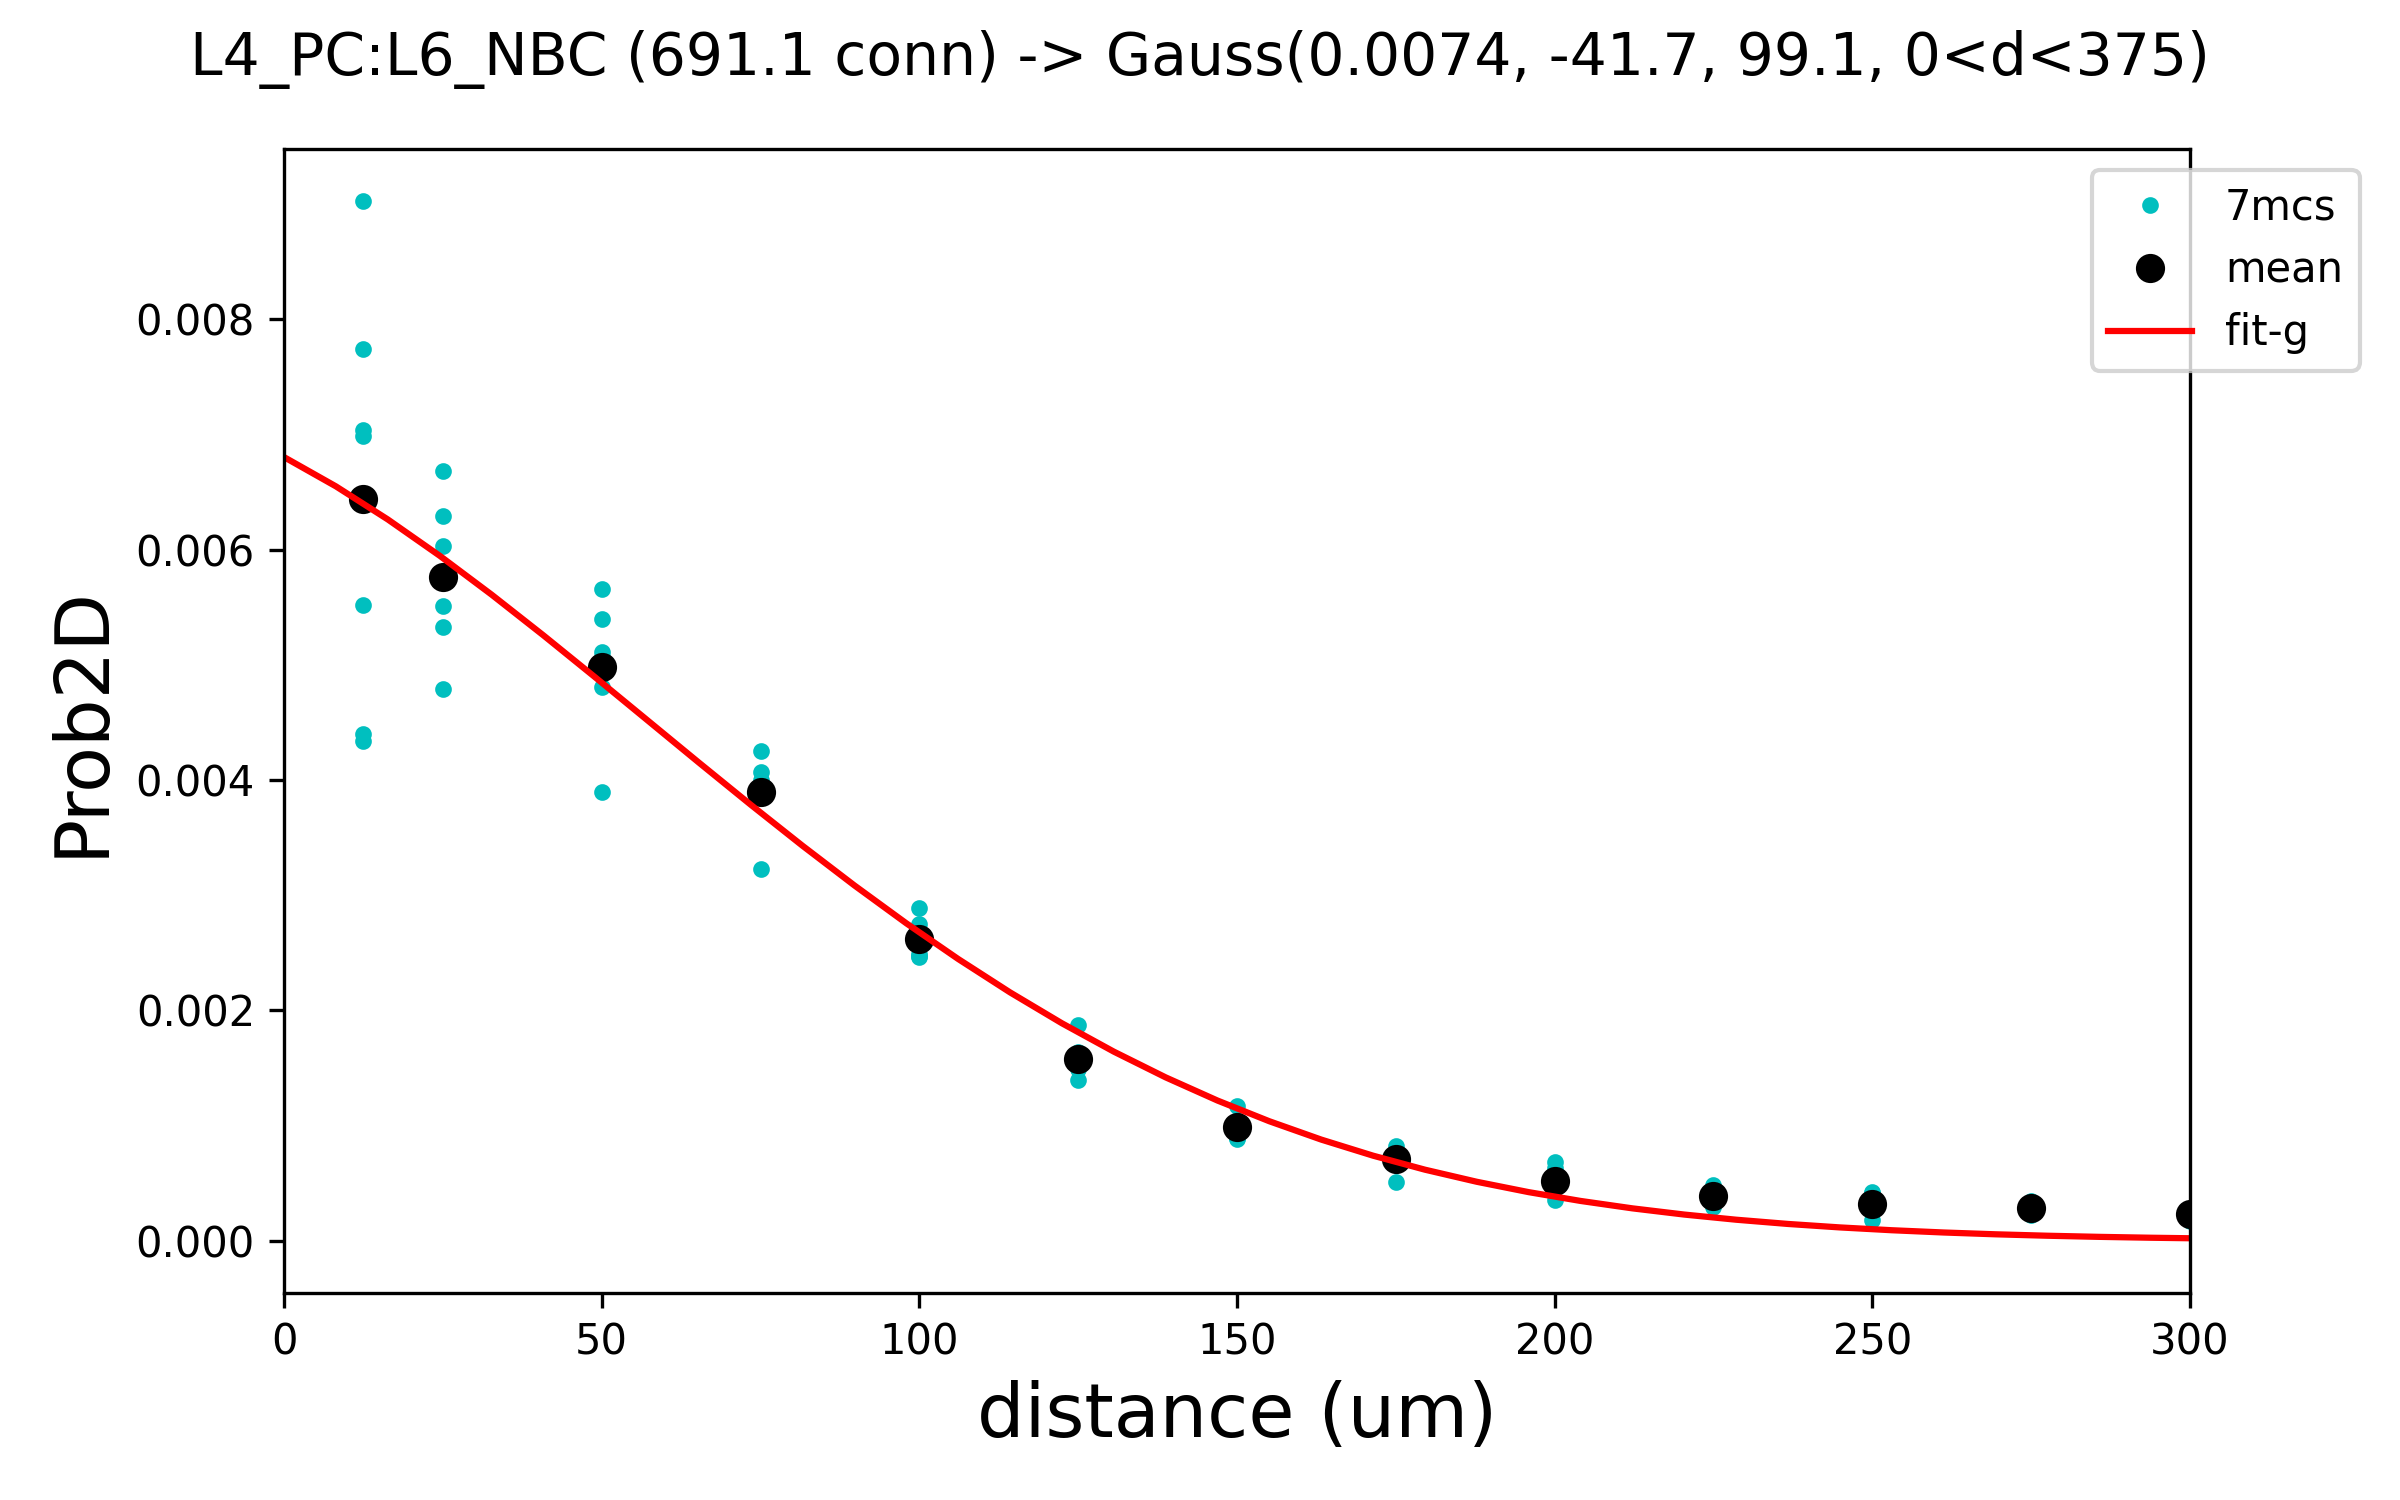 L4_PC:L6_NBC (691.1 conn) -> Gauss(0.0074, -41.7, 99.1, 0<d<375)
7mcs
mean
fit-g
Prob2D
0.008
0.006
0.004
0.002
0.000
0 50 100 150 200 250 300
distance (um)